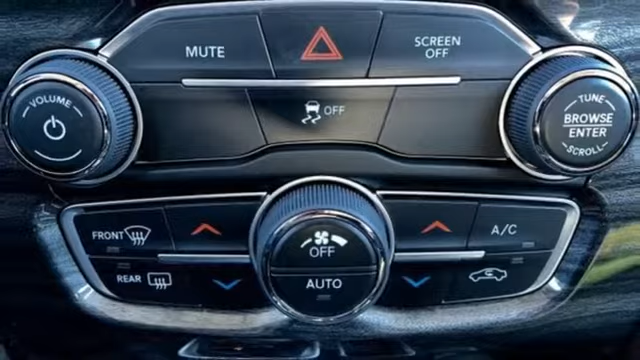 MUTE
SCREEN
OFF
VOLUME
OFF
TUNE
BROWSE
ENTER
SCROLL
FRONT
A/C
OFF
REAR
AUTO